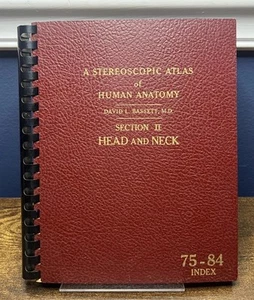 A STEREOSCOPIC ATLAS
of
HUMAN ANATOMY
DAVID L. BASSETT, M.D.
SECTION II
HEAD AND NECK
75-84
INDEX